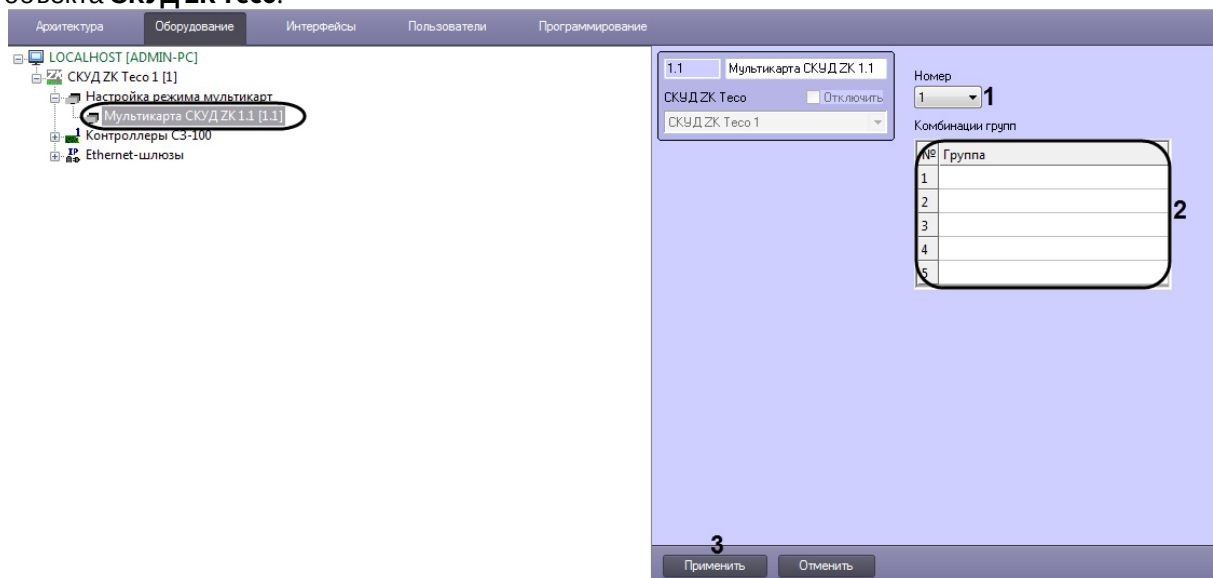 объекта СКУД ZK Teco.
Архитектура Оборудование Интерфейсы Пользователи Программирование
LOCALHOST [ADMIN-PC]
СКУД ZK Teco 1 [1]
Настройка режима мультикарт
Мультикарта СКУД ZK 1.1 [1.1]
Контроллеры C3-100
Ethernet-шлюзы
1.1 Мультикарта СКУД ZK 1.1
СКУД ZK Teco Отключить
СКУД ZK Teco 1
Номер
1 1
Комбинации групп
№ Группа
1
2
3
4
5
2
3
Применить Отменить